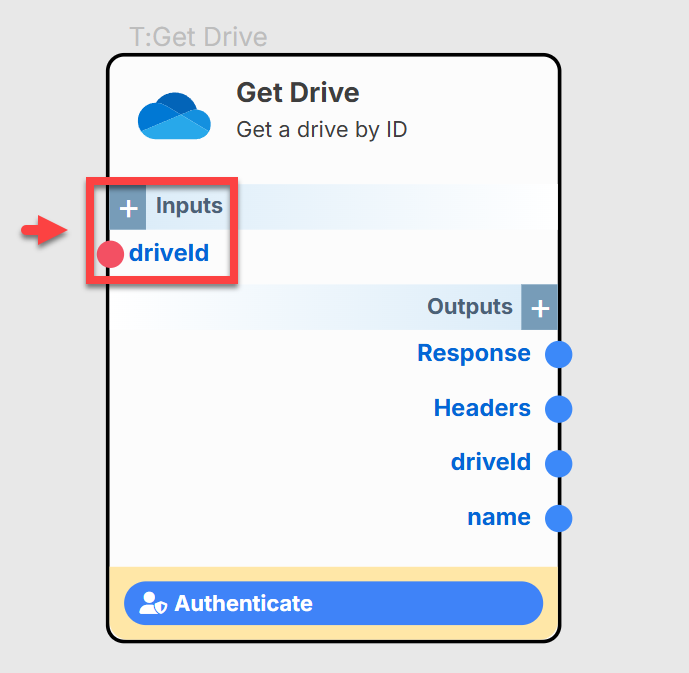 T:Get Drive
Get Drive
Get a drive by ID
+ Inputs
driveId
Outputs +
Response
Headers
driveId
name
Authenticate